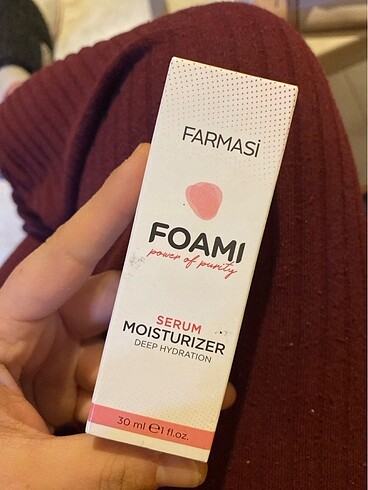 FARMASi
FOAMI
power of purity
SERUM
MOISTURIZER
DEEP HYDRATION
30 ml ℮1 fl.oz.